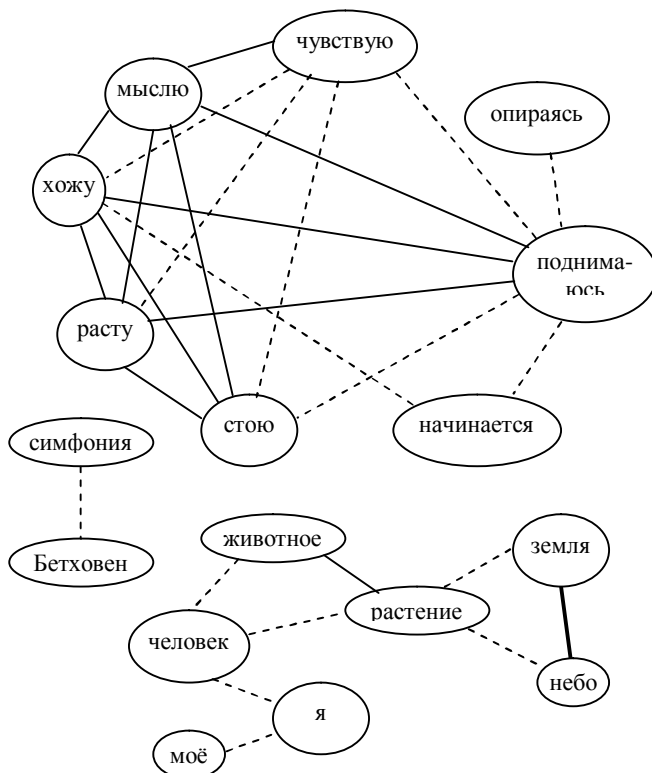 чувствую
мыслю
опираясь
хожу
поднима-
юсь
расту
стою
начинается
симфония
животное
земля
Бетховен
растение
человек
небо
я
моё